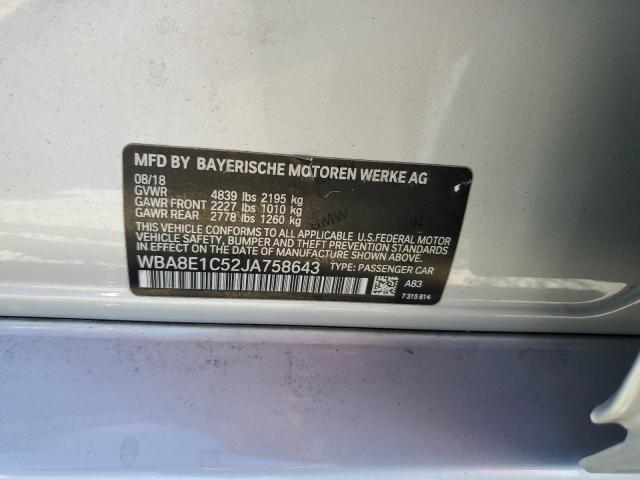 MFD BY BAYERISCHE MOTOREN WERKE AG
08/18
GVWR 4839 lbs 2195 kg
GAWR FRONT 2227 lbs 1010 kg
GAWR REAR 2778 lbs 1260 kg
THIS VEHICLE CONFORMS TO ALL APPLICABLE U.S.FEDERAL MOTOR
VEHICLE SAFETY, BUMPER, AND THEFT PREVENTION STANDARDS
IN EFFECT ON THE DATE OF MANUFACTURE SHOWN ABOVE.
WBA8E1C52JA758643 TYPE: PASSENGER CAR
A83
7315814